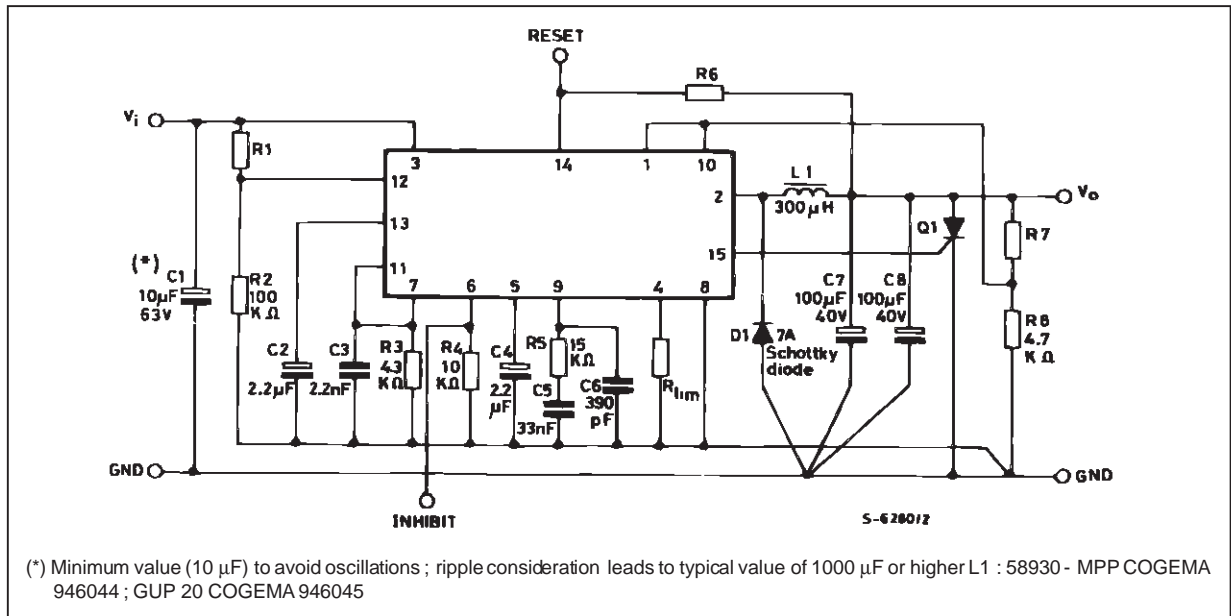 RESET
R6
Vi
R1
3
14
1
10
12
L1
2
300µH
Vo
13
Q1
R7
15
(*)
11
C1
10µF
63V
R2
100
KΩ
7
6
5
9
4
8
C7
100µF
40V
C8
100µF
40V
R8
4.7
KΩ
C2
2.2µF
C3
2.2nF
R3
4.3
KΩ
R4
10
KΩ
C4
2.2
µF
R5
15
KΩ
C5
33nF
C6
390
pF
Rlim
D1
7A
Schottky
diode
GND
GND
INHIBIT
S-6280/2
(*) Minimum value (10 µF) to avoid oscillations ; ripple consideration leads to typical value of 1000 µF or higher L1 : 58930 - MPP COGEMA
946044 ; GUP 20 COGEMA 946045